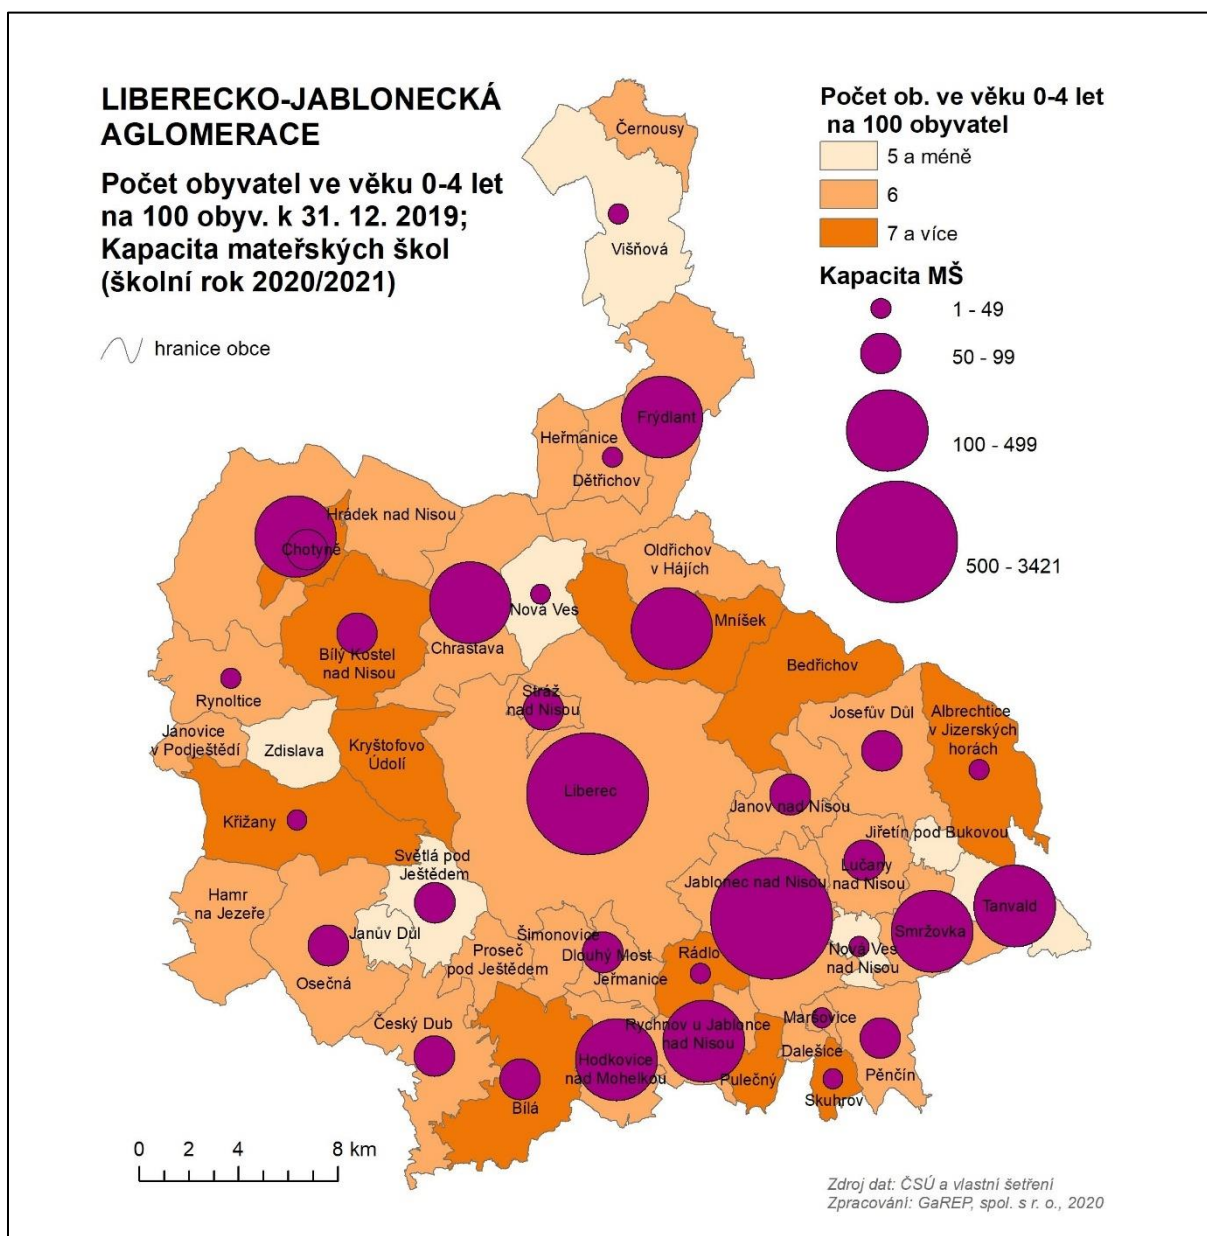 LIBERECKO-JABLONECKÁ
AGLOMERACE
Počet obyvatel ve věku 0-4 let
na 100 obyv. k 31. 12. 2019;
Kapacita mateřských škol
(školní rok 2020/2021)
hranice obce
Počet ob. ve věku 0-4 let
na 100 obyvatel
5 a méně
6
7 a více
Kapacita MŠ
1 - 49
50 - 99
100 - 499
500 - 3421
Černousy
Višňová
Frýdlant
Heřmanice
Dětřichov
Hrádek nad Nisou
Chotyně
Oldřichov
v Hájích
Nová Ves
Mníšek
Chrastava
Bílý Kostel
nad Nisou
Bedřichov
Rynoltice
Stráž
nad Nisou
Josefův Důl
Albrechtice
v Jizerských
horách
Janovice
v Podještědí
Zdislava
Kryštofovo
Údolí
Liberec
Janov nad Nisou
Křižany
Jiřetín pod Bukovou
Světlá pod
Ještědem
Lučany
nad Nisou
Jablonec nad Nisou
Hamr
na Jezeře
Tanvald
Janův Důl
Šimonovice
Smržovka
Proseč
pod Ještědem
Dlouhý Most
Rádlo
Nová Ves
nad Nisou
Osečná
Jeřmanice
Český Dub
Rychnov u Jablonce
nad Nisou
Maršovice
Dalešice
Hodkovice
nad Mohelkou
Pulečný
Pěnčín
Bílá
Skuhrov
0 2 4 8 km
Zdroj dat: ČSÚ a vlastní šetření
Zpracování: GaREP, spol. s r. o., 2020